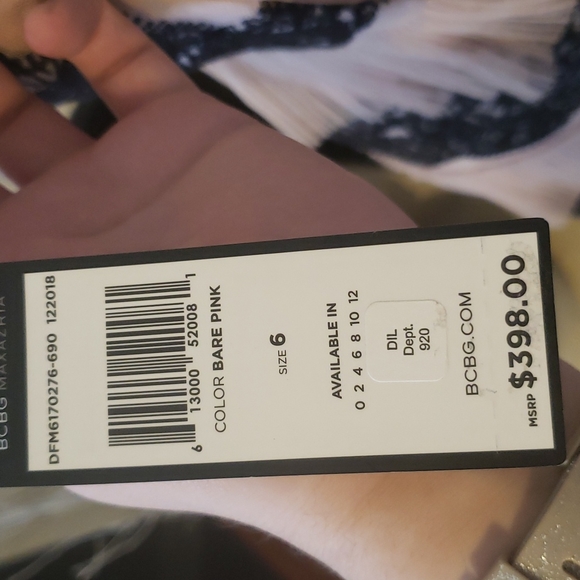 BCBG MAXAZRIA
DFM6170276-690 122018
6 13000 52008 1
COLOR BARE PINK
SIZE 6
AVAILABLE IN
0 2 4 6 8 10 12
DIL
Dept.
920
BCBG.COM
MSRP $398.00